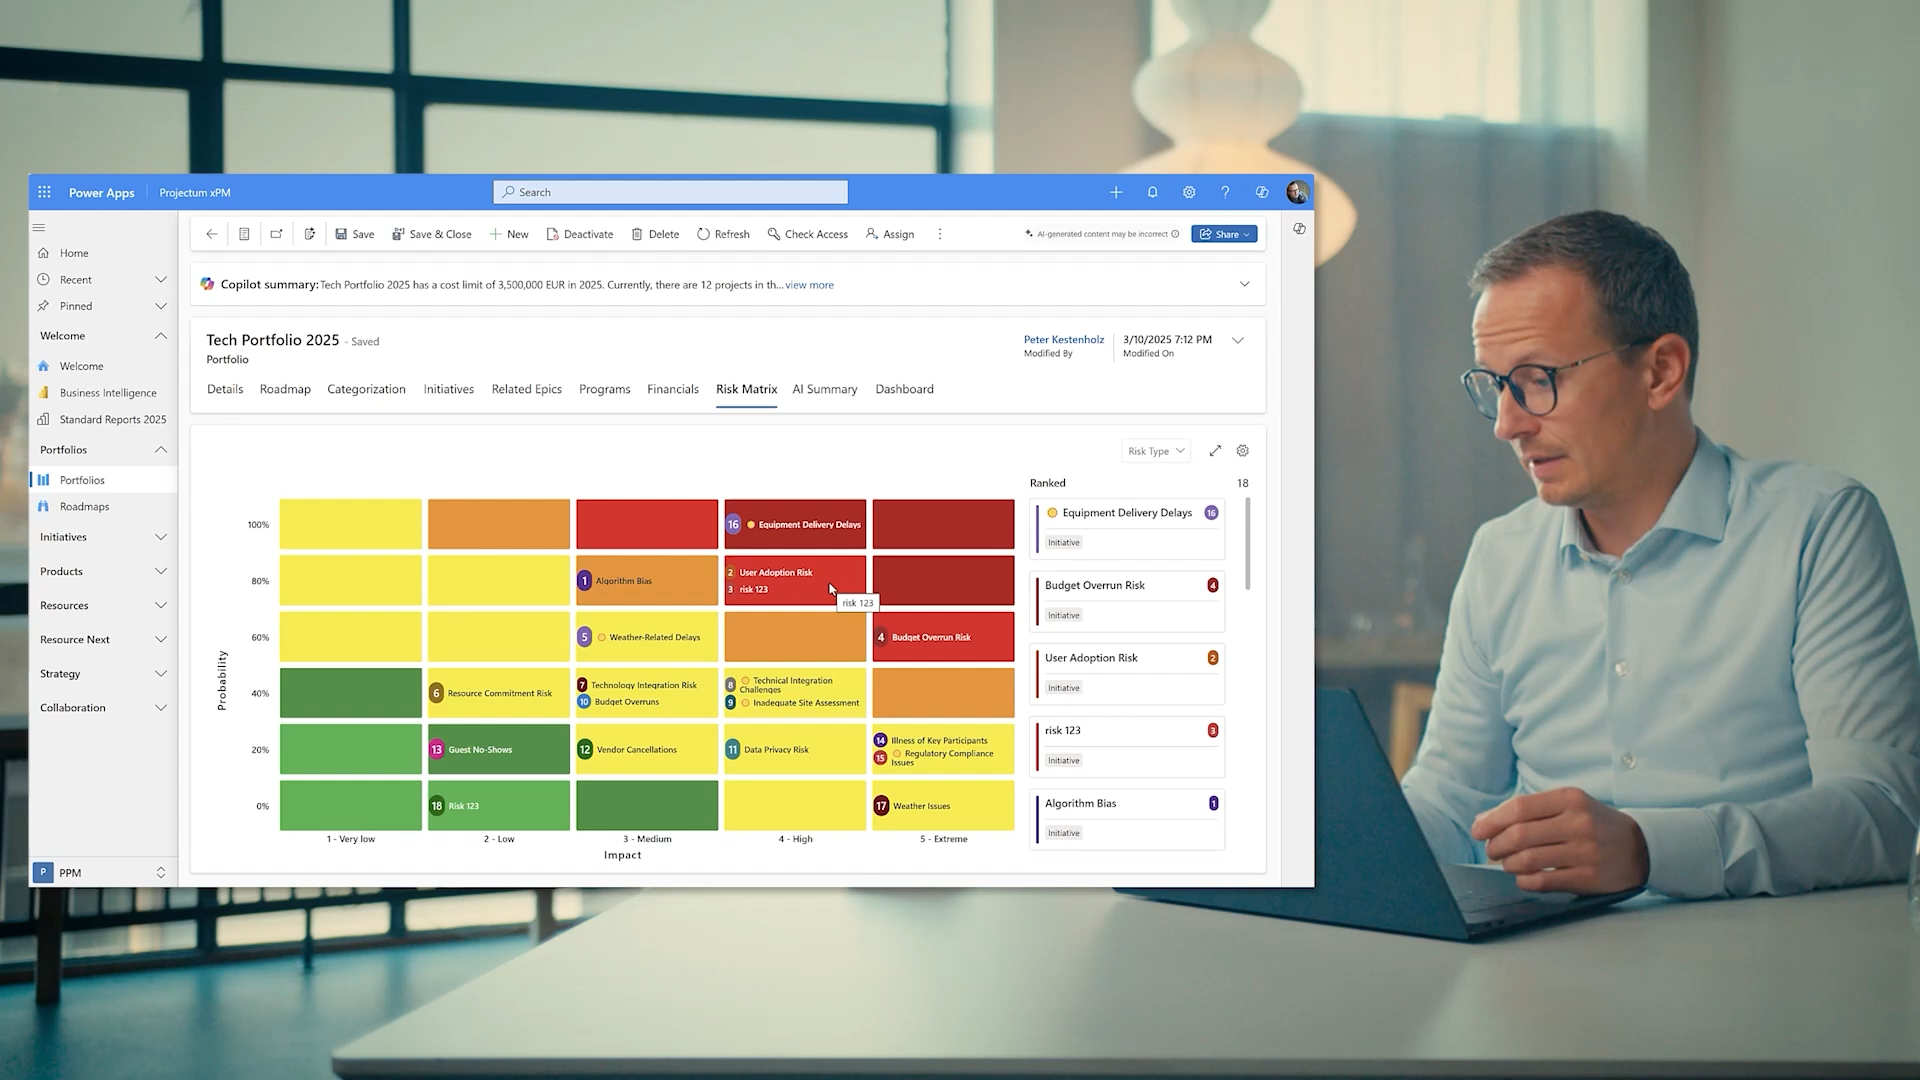 Power Apps
Projectum xPM
Search
Save
Save & Close
New
Deactivate
Delete
Refresh
Check Access
Assign
AI-generated content may be incorrect
Share
Home
Recent
Pinned
Welcome
Welcome
Business Intelligence
Standard Reports 2025
Portfolios
Portfolios
Roadmaps
Initiatives
Products
Resources
Resource Next
Strategy
Collaboration
P PPM
Copilot summary: Tech Portfolio 2025 has a cost limit of 3,500,000 EUR in 2025. Currently, there are 12 projects in th... view more
Tech Portfolio 2025 - Saved
Portfolio
Peter Kestenholz
Modified By
3/10/2025 7:12 PM
Modified On
Details
Roadmap
Categorization
Initiatives
Related Epics
Programs
Financials
Risk Matrix
AI Summary
Dashboard
Risk Type
Probability
100%
16 Equipment Delivery Delays
80%
1 Algorithm Bias
2 User Adoption Risk
3 risk 123
risk 123
60%
5 Weather-Related Delays
4 Budget Overrun Risk
40%
6 Resource Commitment Risk
7 Technology Integration Risk
10 Budget Overruns
8 Technical Integration
Challenges
9 Inadequate Site Assessment
20%
13 Guest No-Shows
12 Vendor Cancellations
11 Data Privacy Risk
14 Illness of Key Participants
15 Regulatory Compliance
Issues
0%
18 Risk 123
17 Weather Issues
1 - Very low
2 - Low
3 - Medium
4 - High
5 - Extreme
Impact
Ranked 18
Equipment Delivery Delays 16
Initiative
Budget Overrun Risk 4
Initiative
User Adoption Risk 2
Initiative
risk 123 3
Initiative
Algorithm Bias 1
Initiative